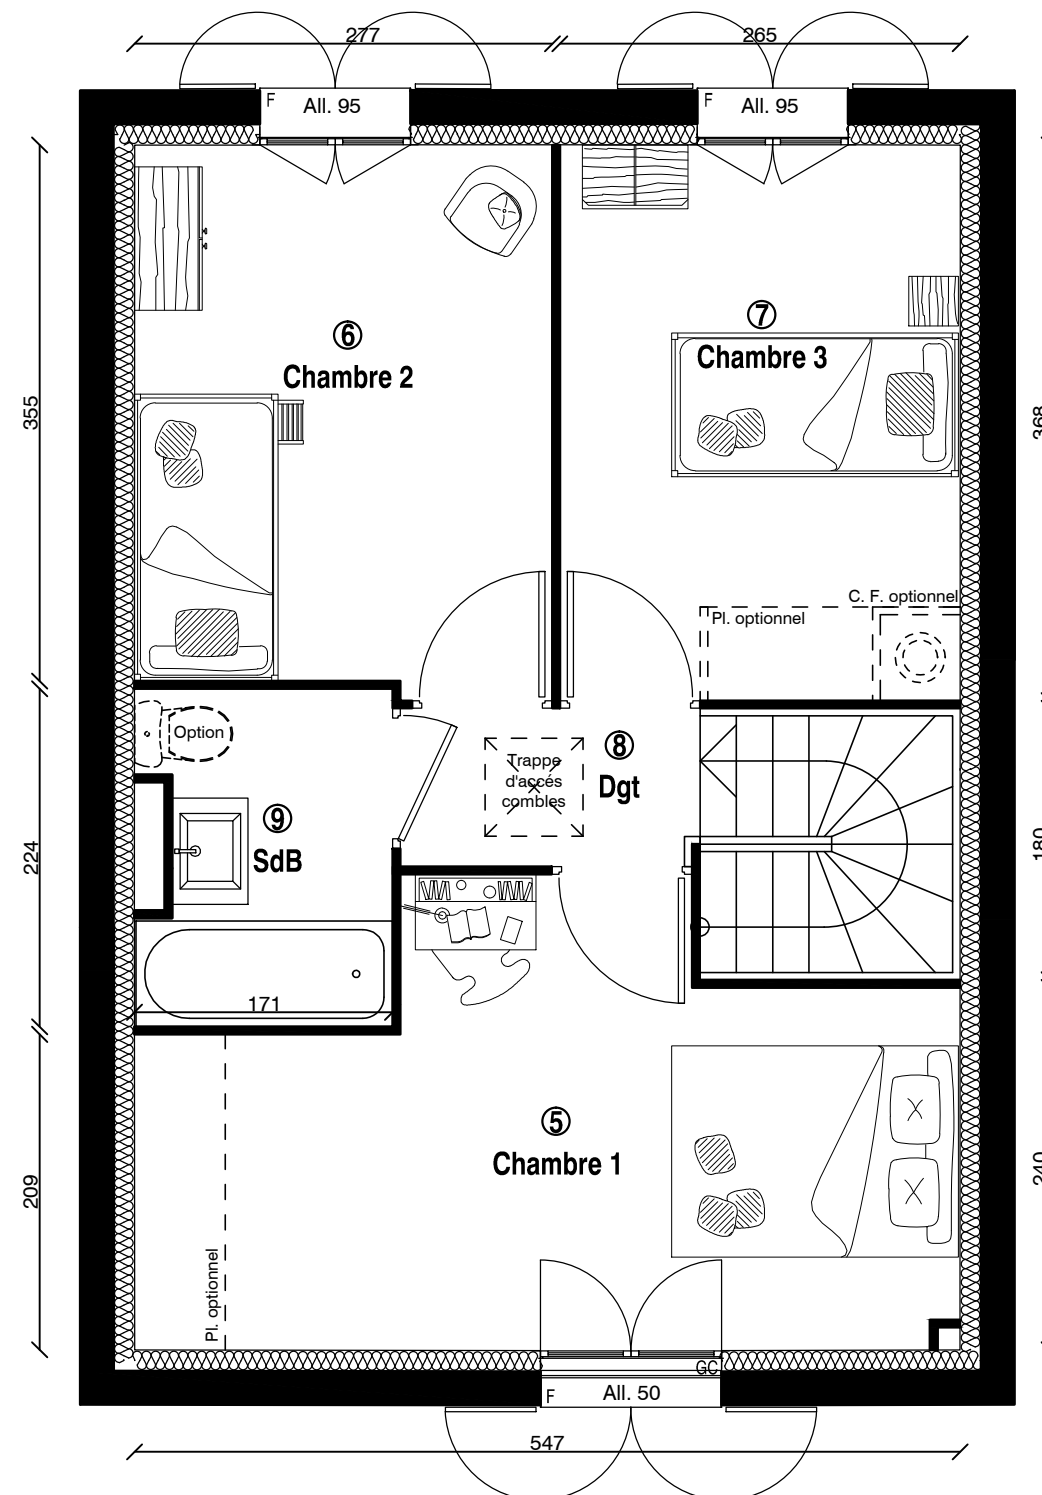 277
265
F
All. 95
F
All. 95
6
Chambre 2
7
Chambre 3
355
368
C. F. optionnel
Pl. optionnel
Option
Trappe
d'accés
combles
8
Dgt
9
SdB
224
180
171
5
Chambre 1
209
240
Pl. optionnel
GC
F
All. 50
547